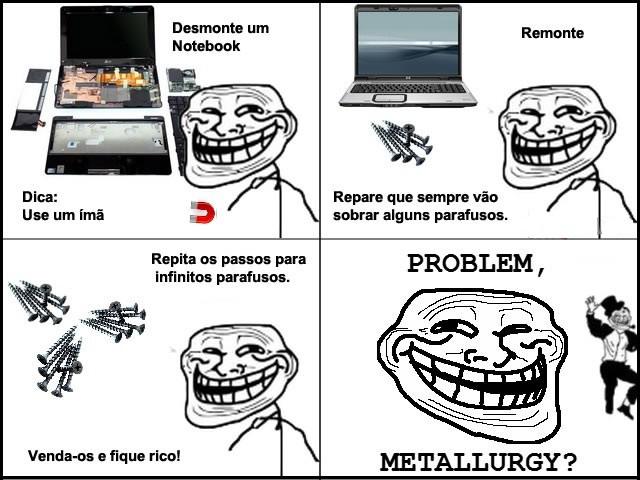 Desmonte um
Notebook
Dica:
Use um ímã
Remonte
Repare que sempre vão
sobrar alguns parafusos.
Repita os passos para
infinitos parafusos.
Venda-os e fique rico!
PROBLEM,
METALLURGY?